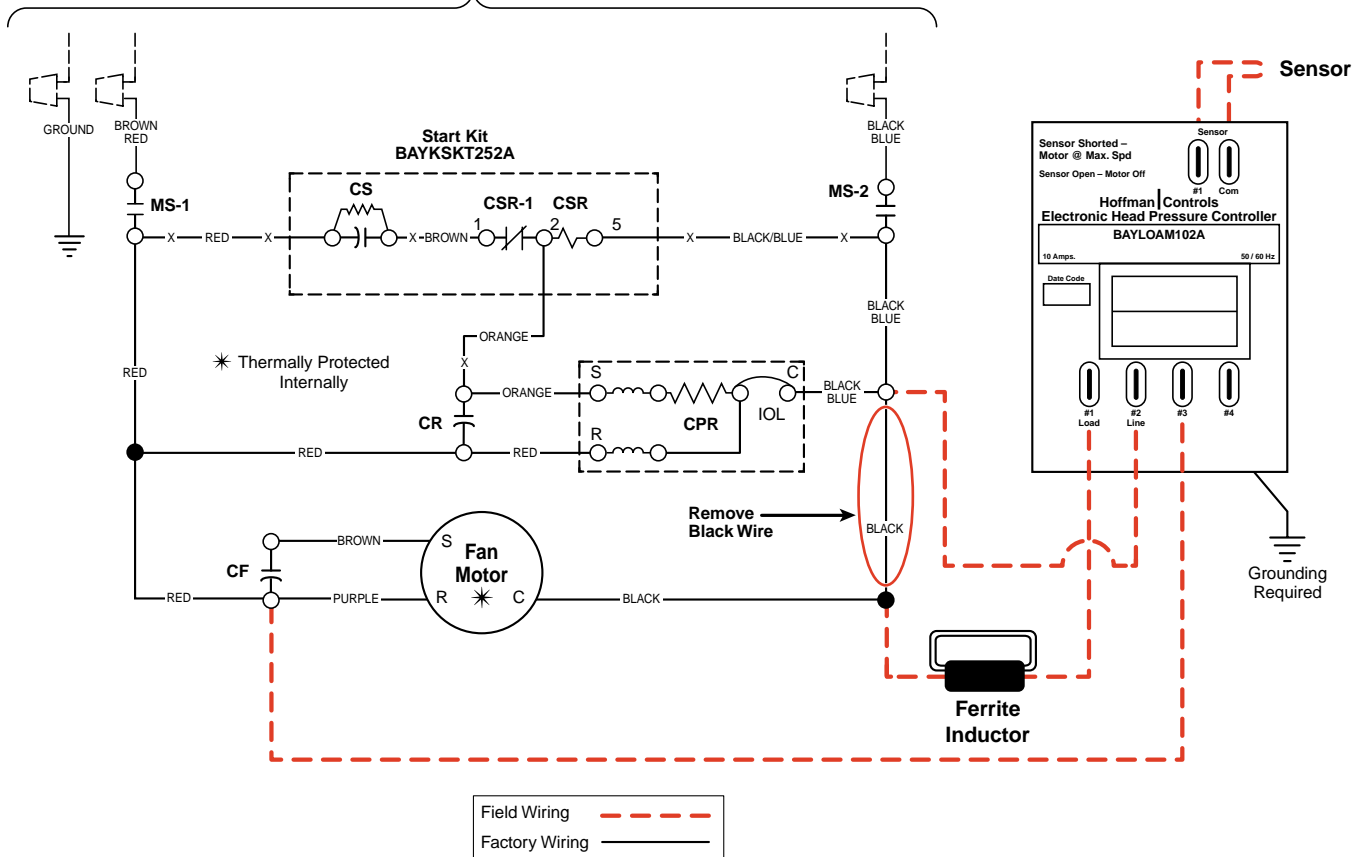 Sensor
GROUND
BROWN
RED
BLACK
BLUE
Start Kit
BAYKSKT252A
Sensor Shorted –
Motor @ Max. Spd
Sensor Open – Motor Off
Sensor
#1
Com
Hoffman Controls
Electronic Head Pressure Controller
BAYLOAM102A
10 Amps.
50 / 60 Hz
Date Code
#1
Load
#2
Line
#3
#4
MS-1
CS
CSR-1
CSR
MS-2
1
2
5
X
RED
X
X
BROWN
X
BLACK/BLUE
X
BLACK
BLUE
ORANGE
X
RED
✳ Thermally Protected
Internally
ORANGE
S
C
BLACK
BLUE
CR
CPR
IOL
RED
RED
R
Remove
Black Wire
BLACK
BROWN
S
CF
Fan
Motor
✳
RED
PURPLE
R
C
BLACK
Grounding
Required
Ferrite
Inductor
Field Wiring
Factory Wiring